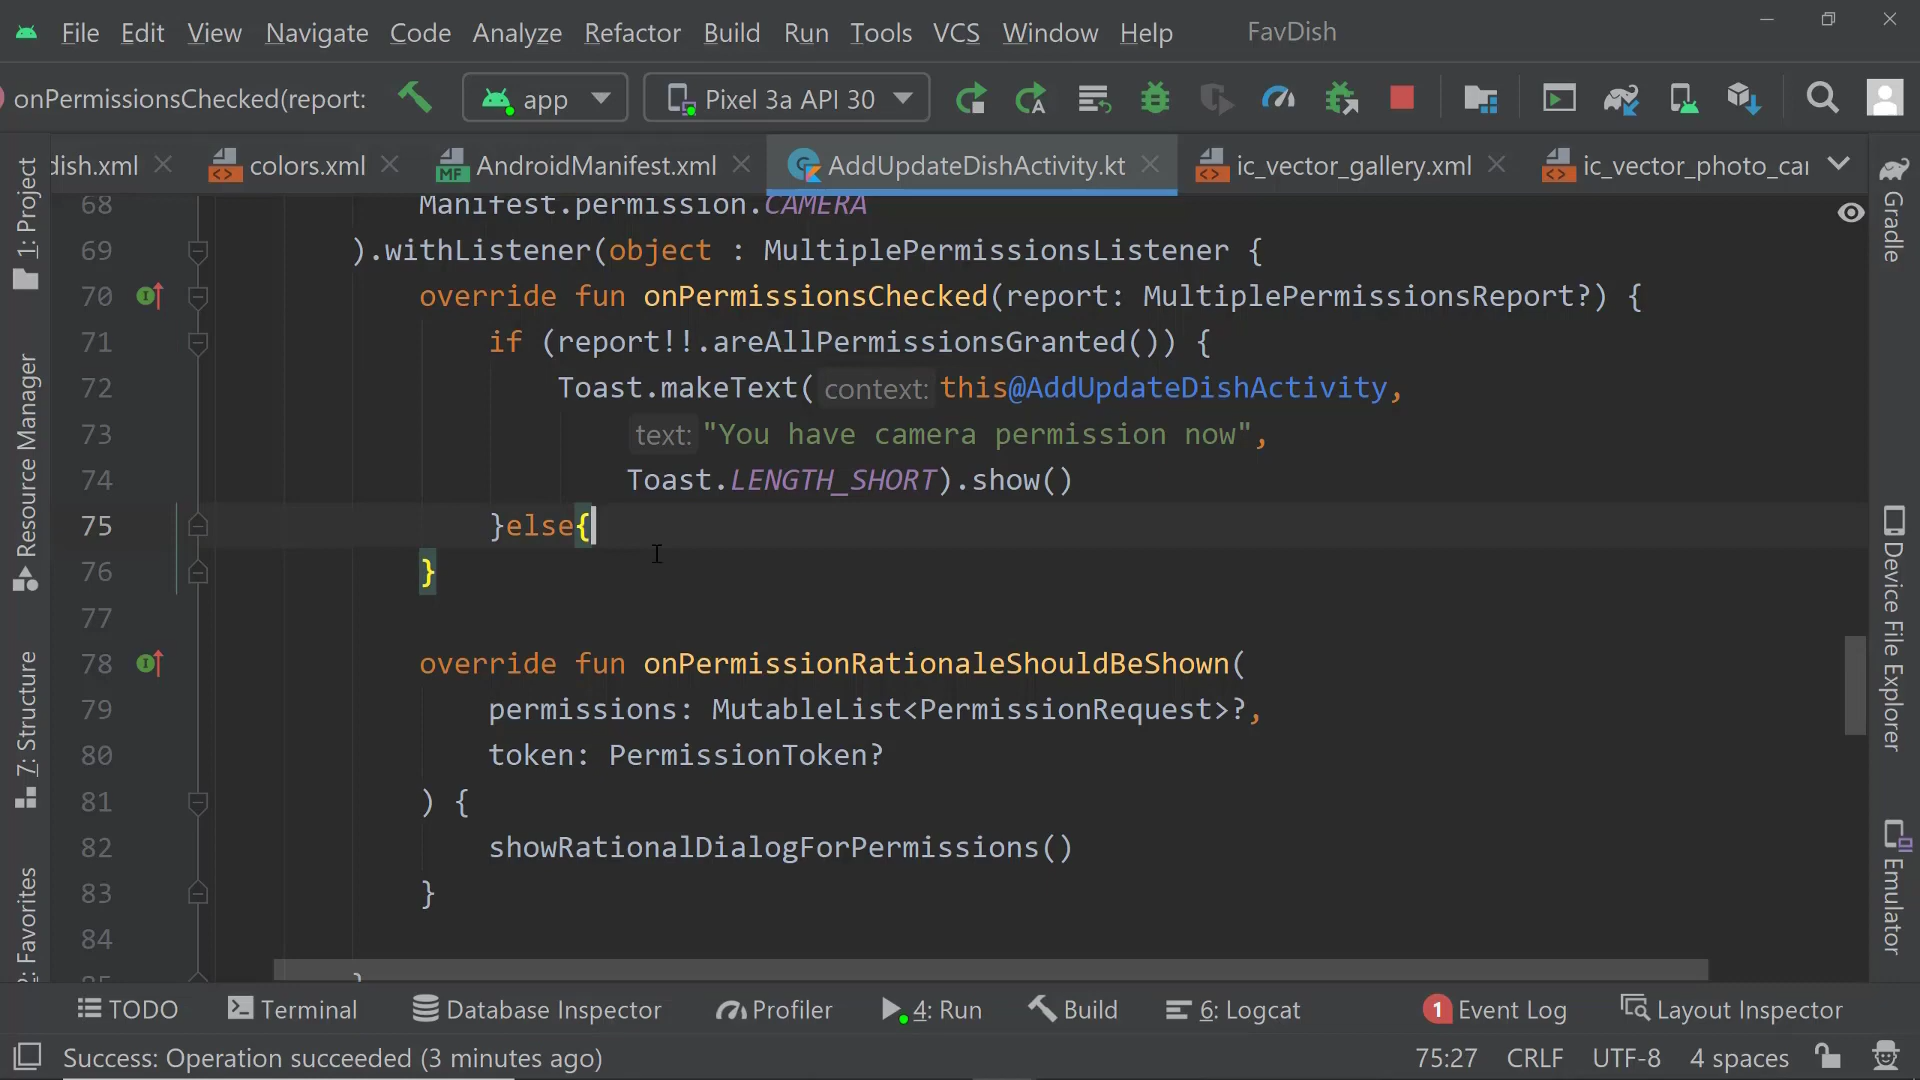 File Edit View Navigate Code Analyze Refactor Build Run Tools VCS Window Help FavDish
onPermissionsChecked(report: app Pixel 3a API 30
dish.xml colors.xml AndroidManifest.xml AddUpdateDishActivity.kt ic_vector_gallery.xml ic_vector_photo_car
1: Project
Resource Manager
7: Structure
2: Favorites
68 Manifest.permission.CAMERA
69 ).withListener(object : MultiplePermissionsListener {
70 override fun onPermissionsChecked(report: MultiplePermissionsReport?) {
71 if (report!!.areAllPermissionsGranted()) {
72 Toast.makeText( context: this@AddUpdateDishActivity,
73 text: "You have camera permission now",
74 Toast.LENGTH_SHORT).show()
75 }else{
76 }
77
78 override fun onPermissionRationaleShouldBeShown(
79 permissions: MutableList<PermissionRequest>?,
80 token: PermissionToken?
81 ) {
82 showRationalDialogForPermissions()
83 }
84
85 }
Gradle
Device File Explorer
Emulator
TODO Terminal Database Inspector Profiler 4: Run Build 6: Logcat 1 Event Log Layout Inspector
Success: Operation succeeded (3 minutes ago) 75:27 CRLF UTF-8 4 spaces